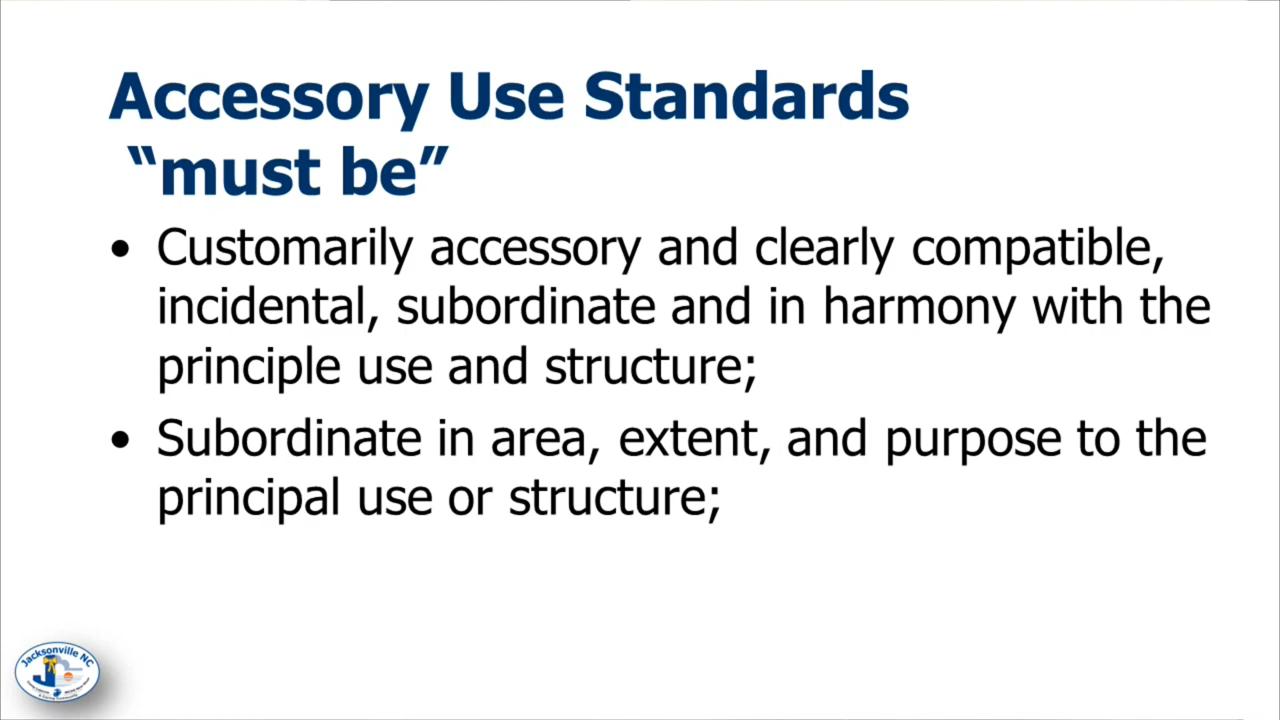 Accessory Use Standards
“must be”
• Customarily accessory and clearly compatible,
incidental, subordinate and in harmony with the
principle use and structure;
• Subordinate in area, extent, and purpose to the
principal use or structure;
Jacksonville NC